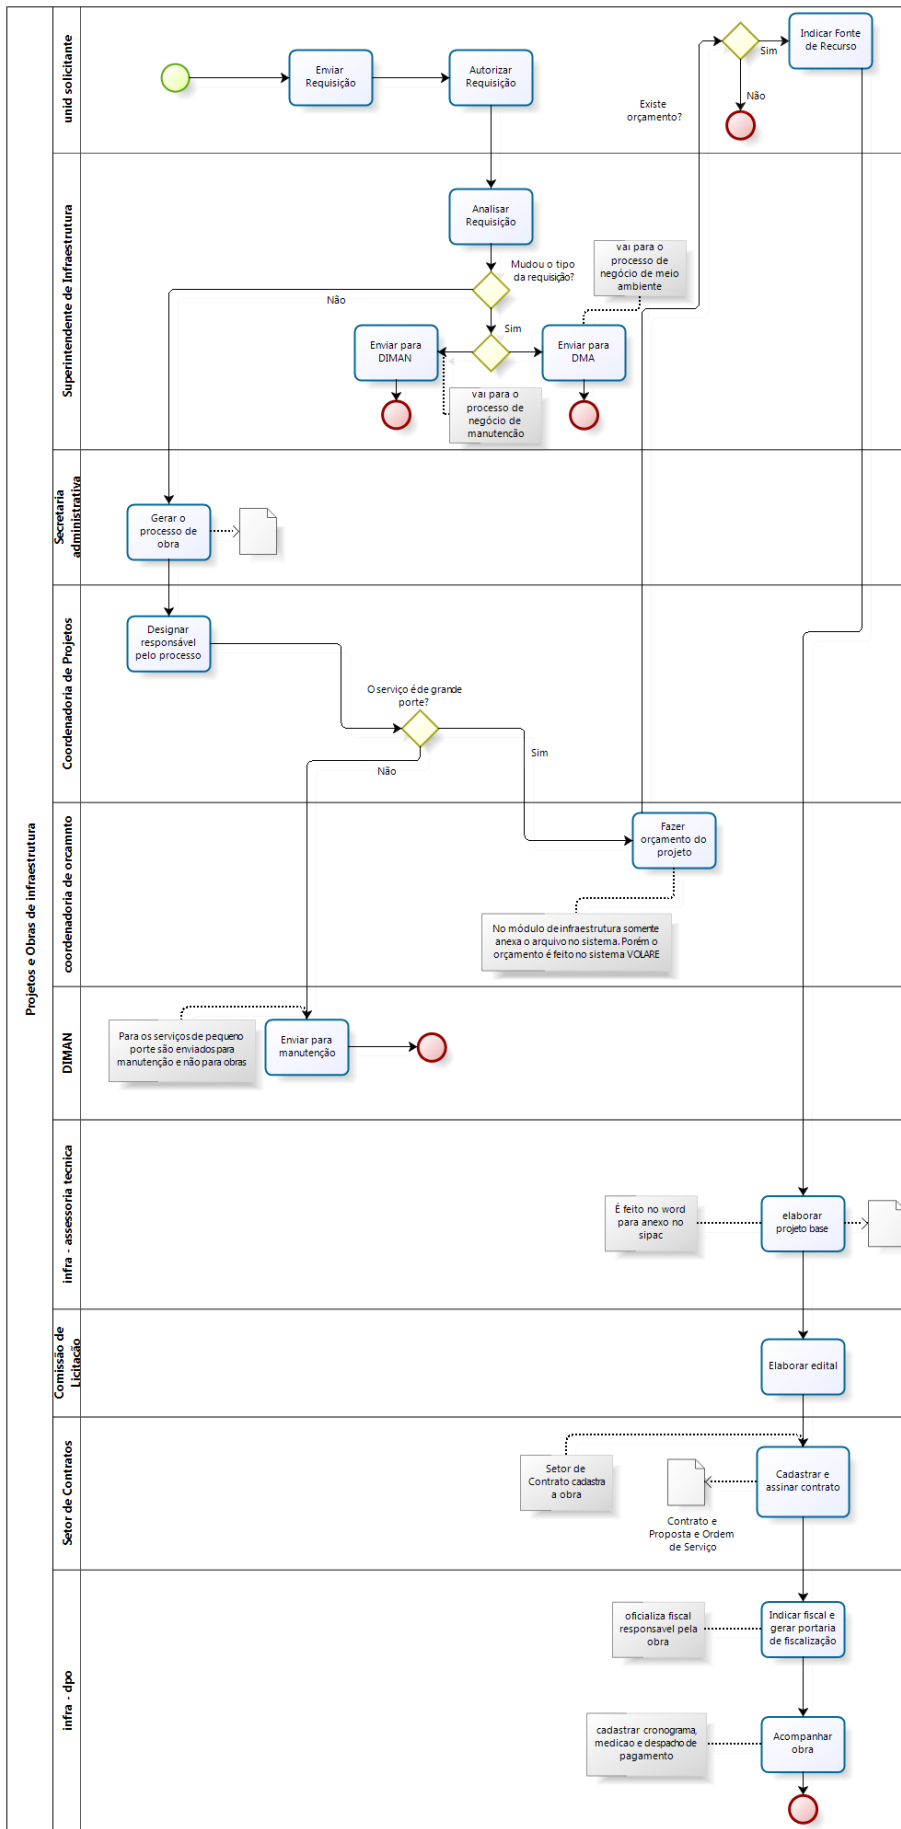 Projetos e Obras de infraestrutura
unid solicitante
Enviar
Requisição
Autorizar
Requisição
Existe
orçamento?
Sim
Não
Indicar Fonte
de Recurso
Superintendente de Infraestrutura
Analisar
Requisição
Mudou o tipo
da requisição?
Não
Sim
Enviar para
DIMAN
Enviar para
DMA
vai para o
processo de
negócio de meio
ambiente
vai para o
processo de
negócio de
manutencão
Secretaria
administrativa
Gerar o
processo de
obra
Coordenadoria de Projetos
Designar
responsável
pelo processo
O serviço é de grande
porte?
Não
Sim
coordenadoria de orcamnto
Fazer
orçamento do
projeto
No módulo de infraestrutura somente
anexa o arquivo no sistema. Porém o
orçamento é feito no sistema VOLARE
DIMAN
Para os serviços de pequeno
porte são enviados para
manutenção e não para obras
Enviar para
manutenção
infra - assessoria tecnica
É feito no word
para anexo no
sipac
elaborar
projeto base
Comissão de
Licitação
Elaborar edital
Setor de Contratos
Setor de
Contrato cadastra
a obra
Contrato e
Proposta e Ordem
de Serviço
Cadastrar e
assinar contrato
infra - dpo
oficializa fiscal
responsavel pela
obra
Indicar fiscal e
gerar portaria
de fiscalização
cadastrar cronograma,
medicao e despacho de
pagamento
Acompanhar
obra